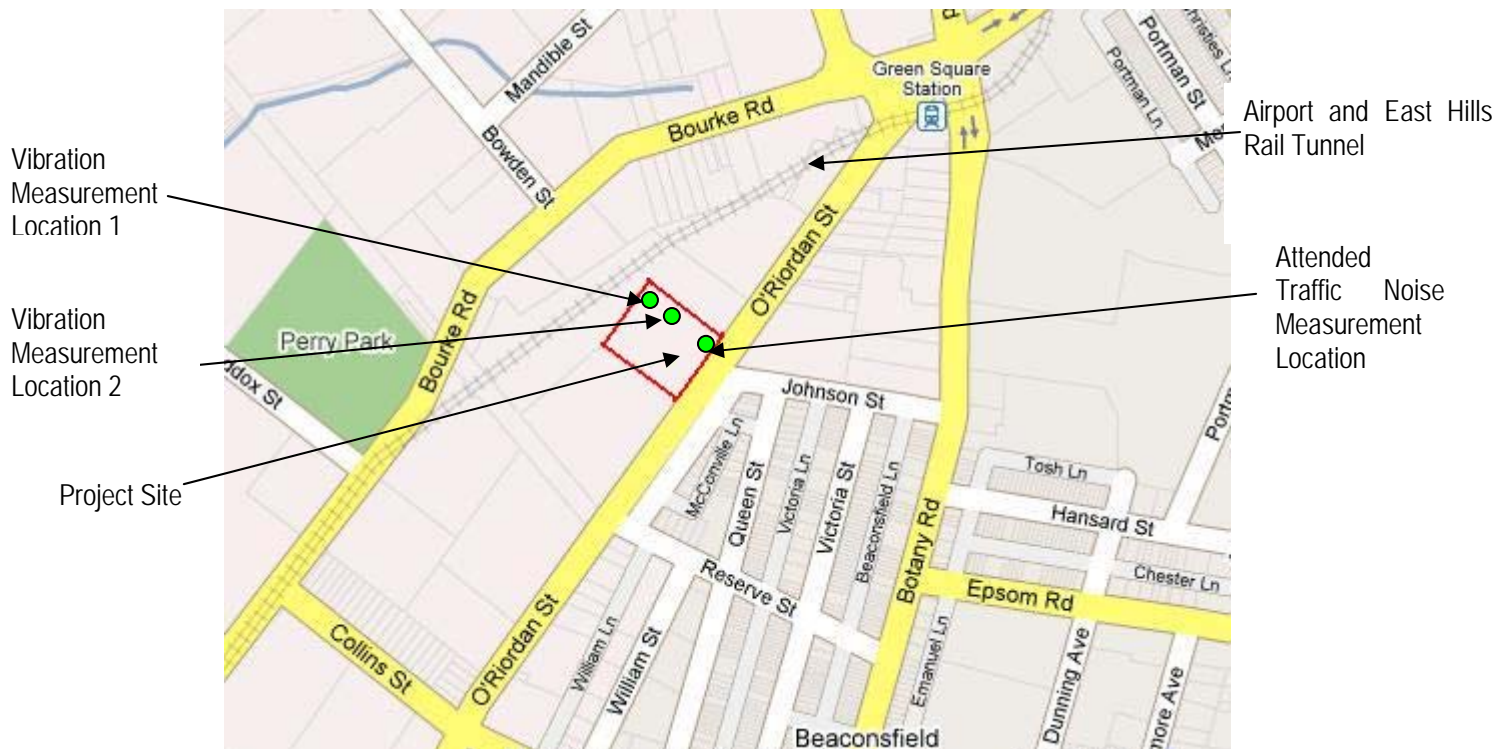 Vibration
Measurement
Location 1
Vibration
Measurement
Location 2
Project Site
Airport and East Hills
Rail Tunnel
Attended
Traffic Noise
Measurement
Location
Mandible St
Bowden St
Bourke Rd
Green Square
Station
Portman St
Portman Ln
O'Riordan St
Perry Park
Bourke Rd
Johnson St
McConville Ln
Queen St
Victoria Ln
Victoria St
Beaconsfield Ln
Botany Rd
Tosh Ln
Hansard St
Chester Ln
Epsom Rd
Reserve St
Collins St
O'Riordan St
William Ln
William St
Emanuel Ln
Dunning Ave
Beaconsfield